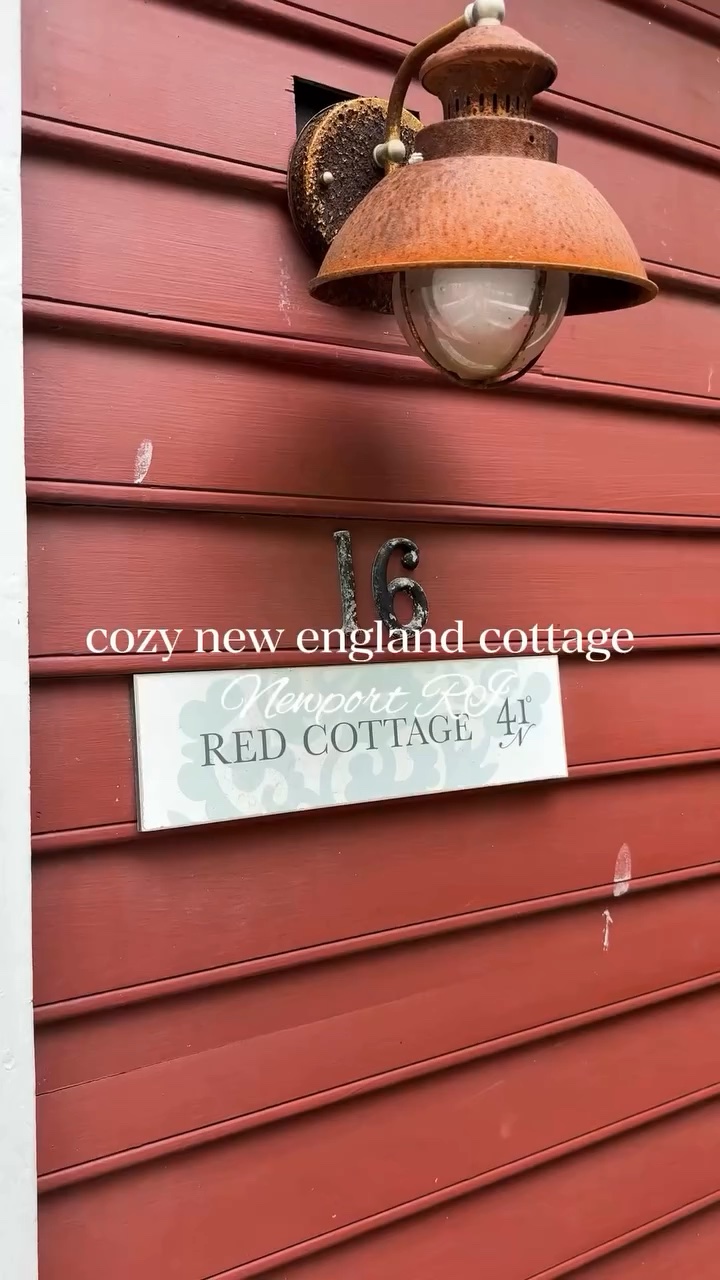 16
cozy new england cottage
Newport RI
RED COTTAGE 41°
N